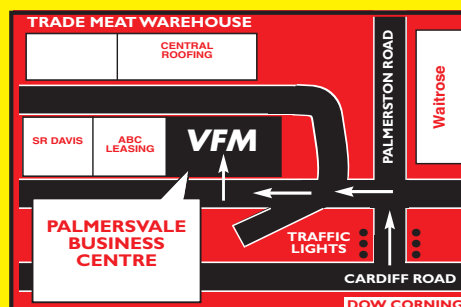 TRADE MEAT WAREHOUSE
CENTRAL
ROOFING
PALMERSTON ROAD
Waitrose
SR DAVIS
ABC
LEASING
VFM
PALMERSVALE
BUSINESS
CENTRE
TRAFFIC
LIGHTS
CARDIFF ROAD
DOW CORNING